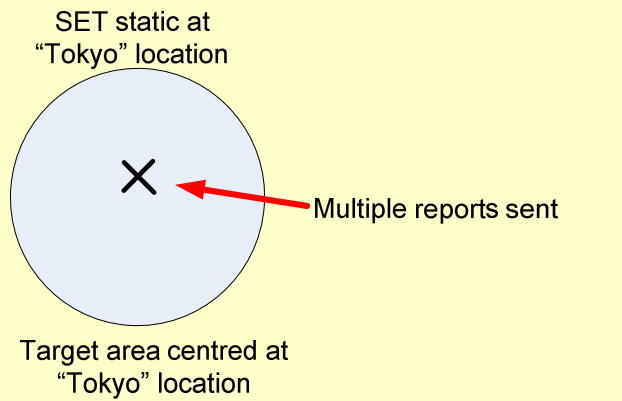 SET static at
“Tokyo” location
Multiple reports sent
Target area centred at
“Tokyo” location